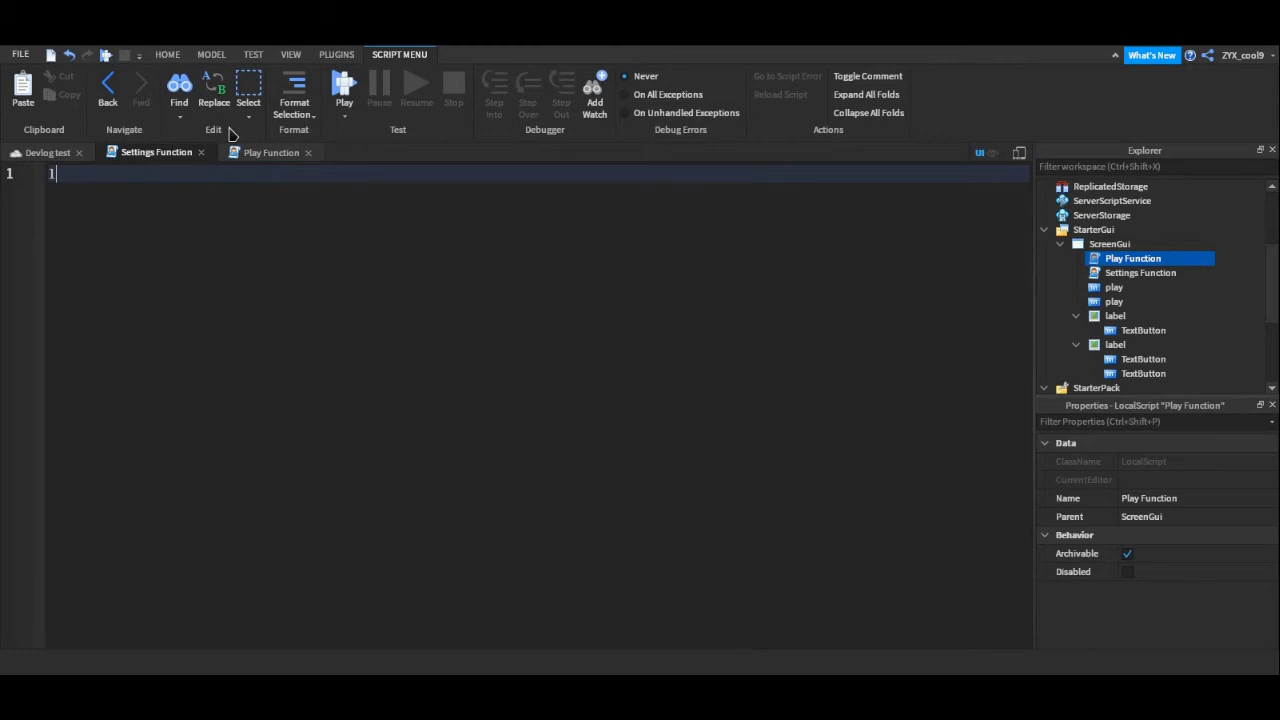 FILE HOME MODEL TEST VIEW PLUGINS SCRIPT MENU What's New ZYX_cool9
Paste Cut Copy Back Fwd Find Replace Select Format Selection Play Pause Resume Stop Step Into Step Over Step Out Add Watch Never On All Exceptions On Unhandled Exceptions Go to Script Error Reload Script Toggle Comment Expand All Folds Collapse All Folds
Clipboard Navigate Edit Format Test Debugger Debug Errors Actions
Devlog test Settings Function Play Function UI
1 l
Explorer
Filter workspace (Ctrl+Shift+X)
ReplicatedStorage
ServerScriptService
ServerStorage
StarterGui
ScreenGui
Play Function
Settings Function
play
play
label
TextButton
label
TextButton
TextButton
StarterPack
Properties - LocalScript "Play Function"
Filter Properties (Ctrl+Shift+P)
Data
ClassName LocalScript
CurrentEditor
Name Play Function
Parent ScreenGui
Behavior
Archivable
Disabled